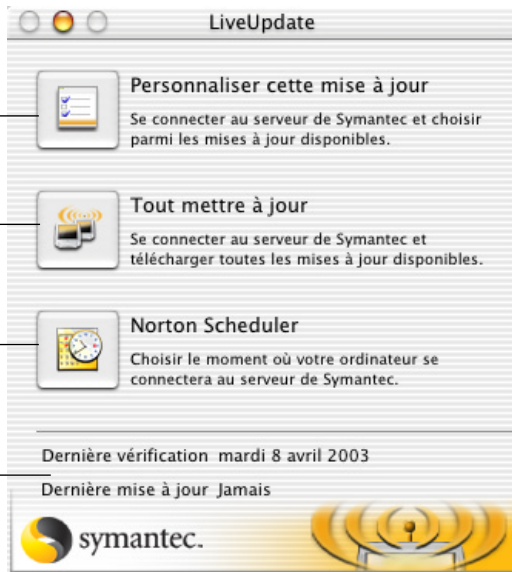 LiveUpdate
Personnaliser cette mise à jour
Se connecter au serveur de Symantec et choisir
parmi les mises à jour disponibles.
Tout mettre à jour
Se connecter au serveur de Symantec et
télécharger toutes les mises à jour disponibles.
Norton Scheduler
Choisir le moment où votre ordinateur se
connectera au serveur de Symantec.
Dernière vérification mardi 8 avril 2003
Dernière mise à jour Jamais
symantec.